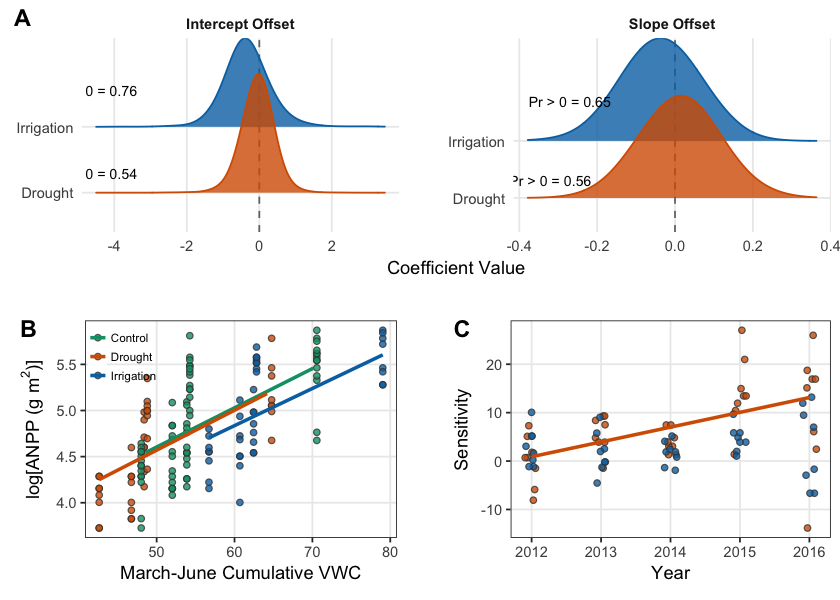 A
Intercept Offset
Slope Offset
0 = 0.76
Irrigation
0 = 0.54
Drought
-4 -2 0 2
Pr > 0 = 0.65
Irrigation
Pr > 0 = 0.56
Drought
-0.4 -0.2 0.0 0.2 0.4
Coefficient Value
B
Control
Drought
Irrigation
5.5
5.0
4.5
4.0
log[ANPP (g m2)]
50 60 70 80
March-June Cumulative VWC
C
20
10
0
-10
Sensitivity
2012 2013 2014 2015 2016
Year